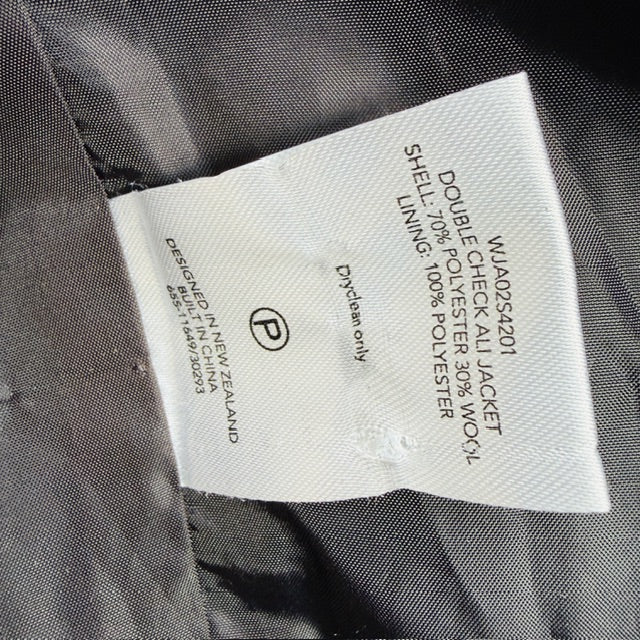 WJA02S4201
DOUBLE CHECK ALI JACKET
SHELL: 70% POLYESTER 30% WOOL
LINING: 100% POLYESTER
Dryclean only
P
DESIGNED IN NEW ZEALAND
BUILT IN CHINA
655-11649/30293